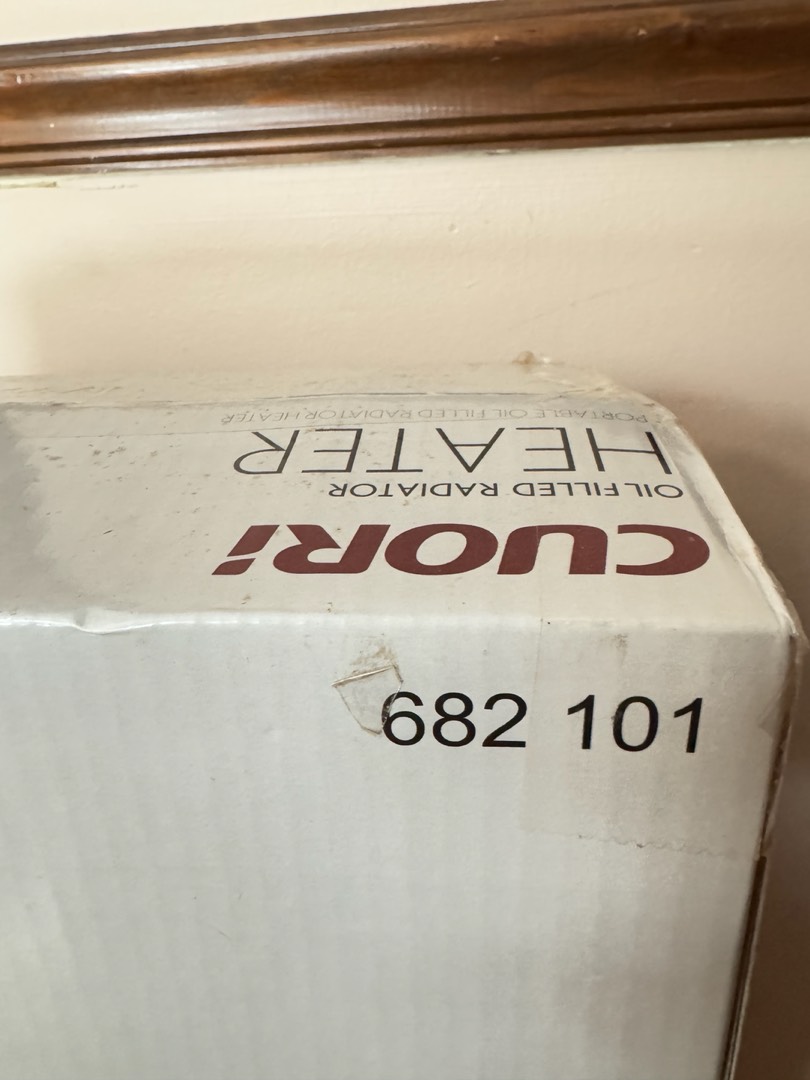 CUORi
OIL FILLED RADIATOR
HEATER
PORTABLE OIL FILLED RADIATOR HEATER
682 101